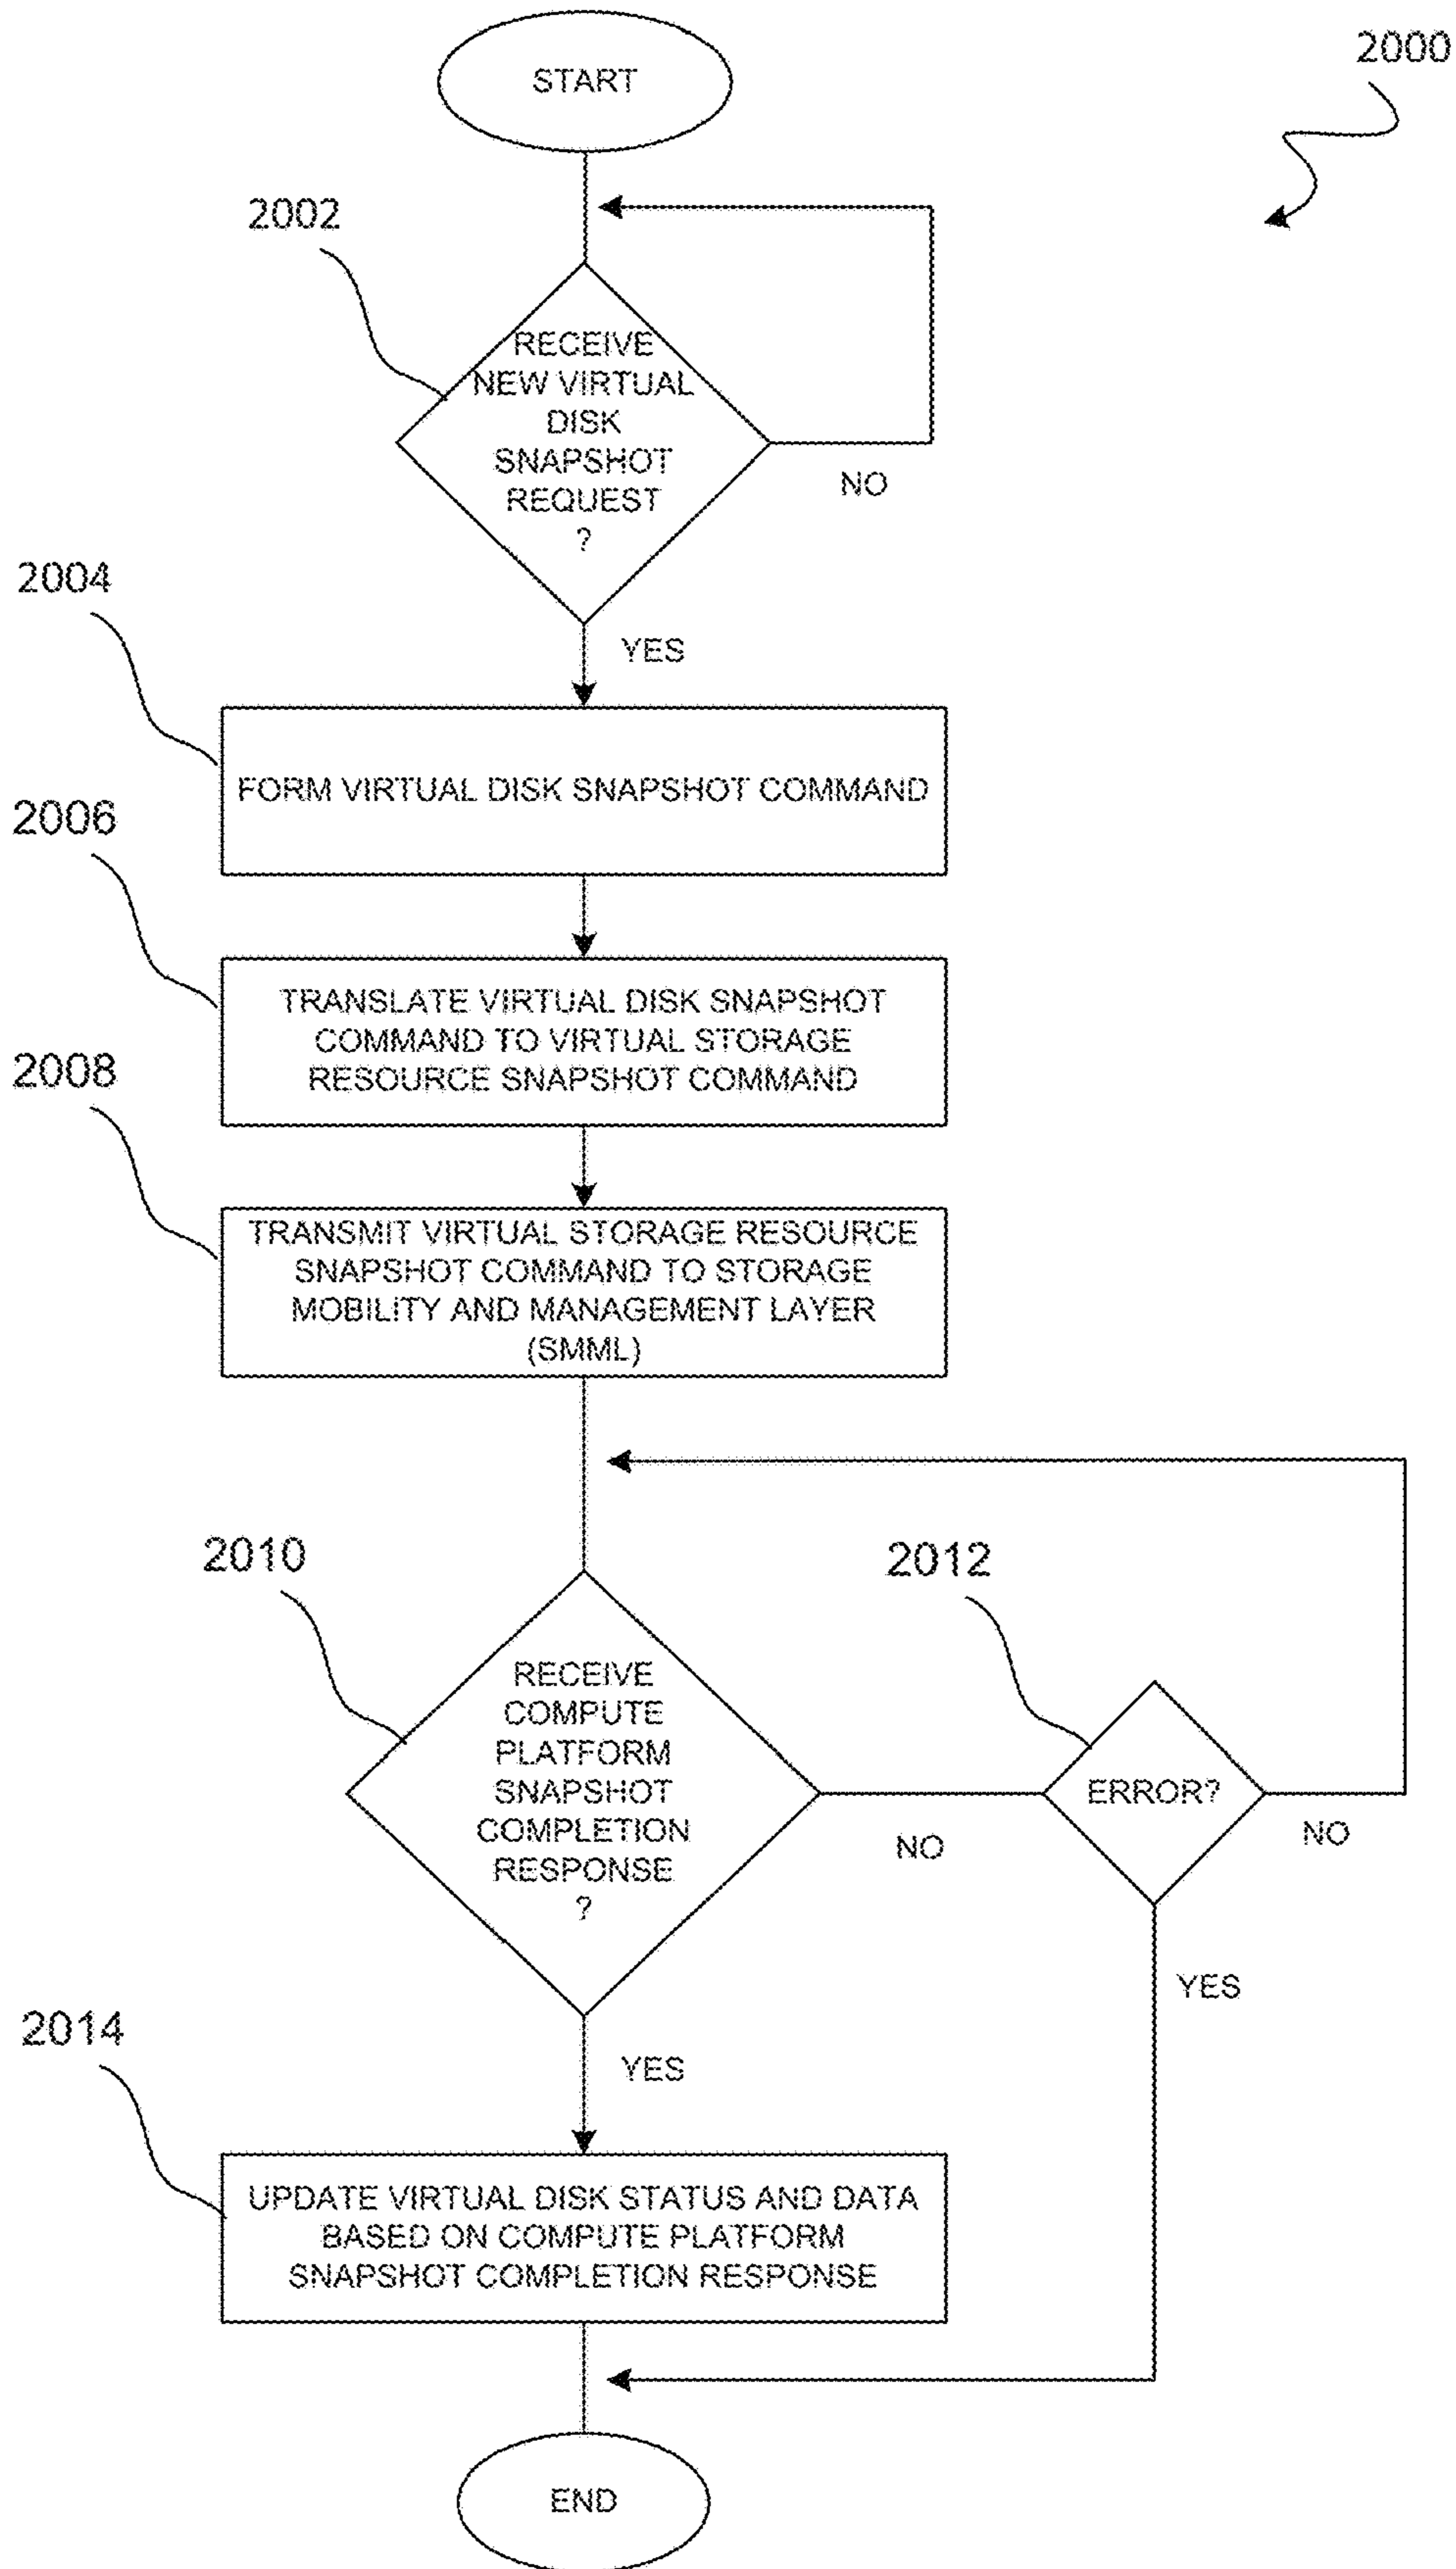 START
2000
2002
RECEIVE
NEW VIRTUAL
DISK
SNAPSHOT
REQUEST
?
NO
2004
YES
FORM VIRTUAL DISK SNAPSHOT COMMAND
2006
TRANSLATE VIRTUAL DISK SNAPSHOT
COMMAND TO VIRTUAL STORAGE
RESOURCE SNAPSHOT COMMAND
2008
TRANSMIT VIRTUAL STORAGE RESOURCE
SNAPSHOT COMMAND TO STORAGE
MOBILITY AND MANAGEMENT LAYER
(SMML)
2010
2012
RECEIVE
COMPUTE
PLATFORM
SNAPSHOT
COMPLETION
RESPONSE
?
NO
ERROR?
NO
YES
2014
YES
UPDATE VIRTUAL DISK STATUS AND DATA
BASED ON COMPUTE PLATFORM
SNAPSHOT COMPLETION RESPONSE
END